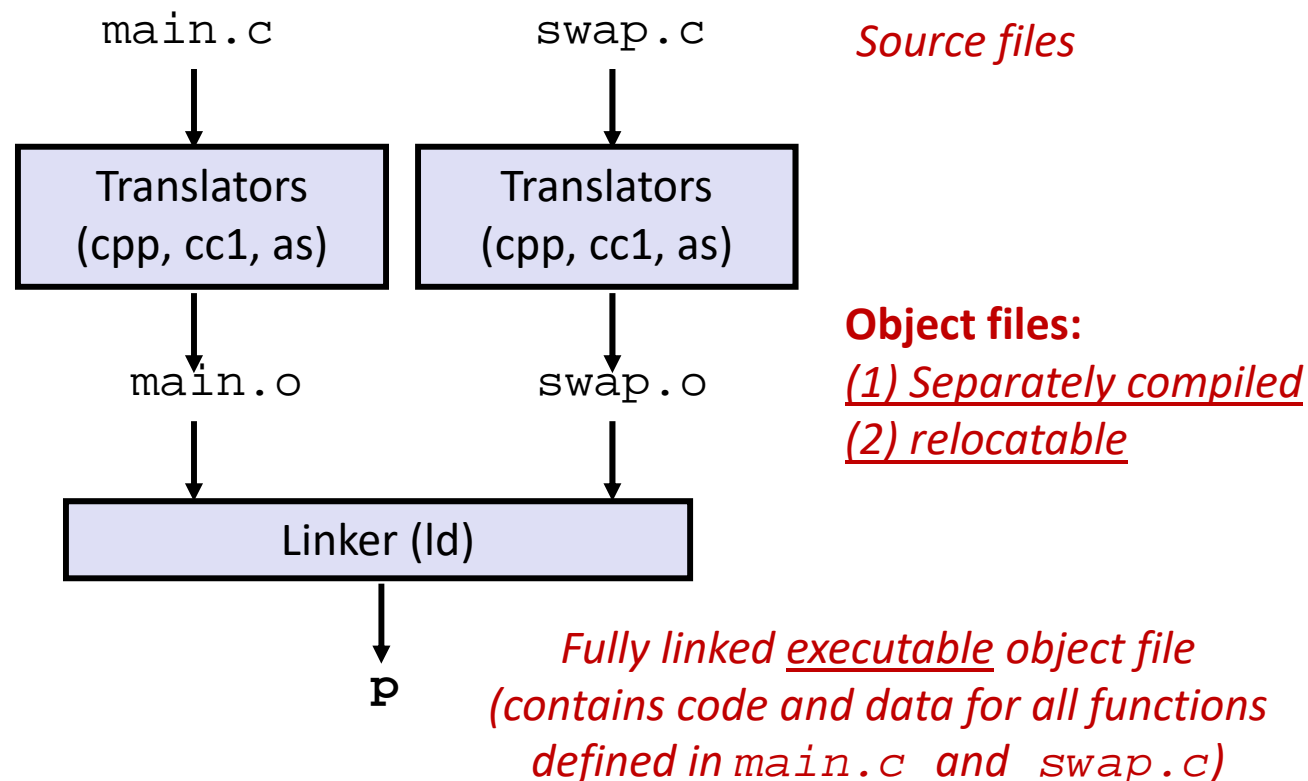 main.c
swap.c
Source files
Translators
(cpp, cc1, as)
Translators
(cpp, cc1, as)
main.o
swap.o
Object files:
(1) Separately compiled
(2) relocatable
Linker (ld)
p
Fully linked executable object file
(contains code and data for all functions
defined in main.c and swap.c)